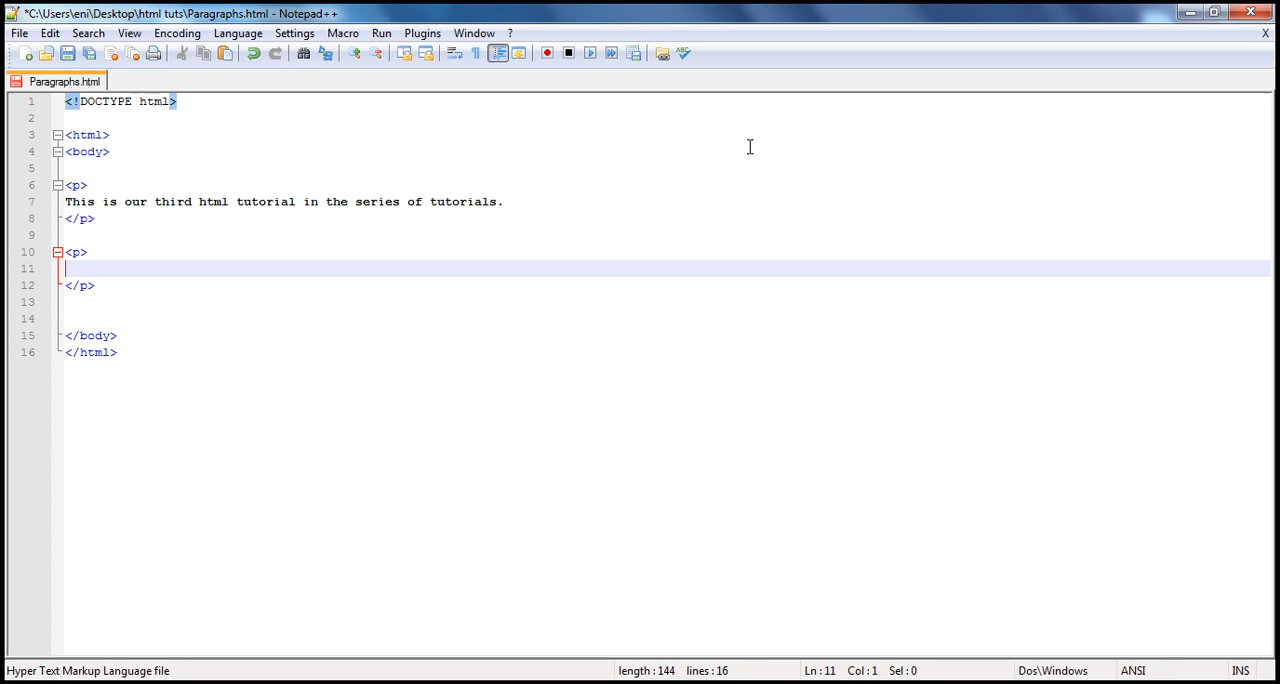 *C:\Users\eni\Desktop\html tuts\Paragraphs.html - Notepad++
File Edit Search View Encoding Language Settings Macro Run Plugins Window ? X
Paragraphs.html
1 <!DOCTYPE html>
2
3 <html>
4 <body>
5
6 <p>
7 This is our third html tutorial in the series of tutorials.
8 </p>
9
10 <p>
11
12 </p>
13
14
15 </body>
16 </html>
Hyper Text Markup Language file length : 144 lines : 16 Ln : 11 Col : 1 Sel : 0 Dos\Windows ANSI INS